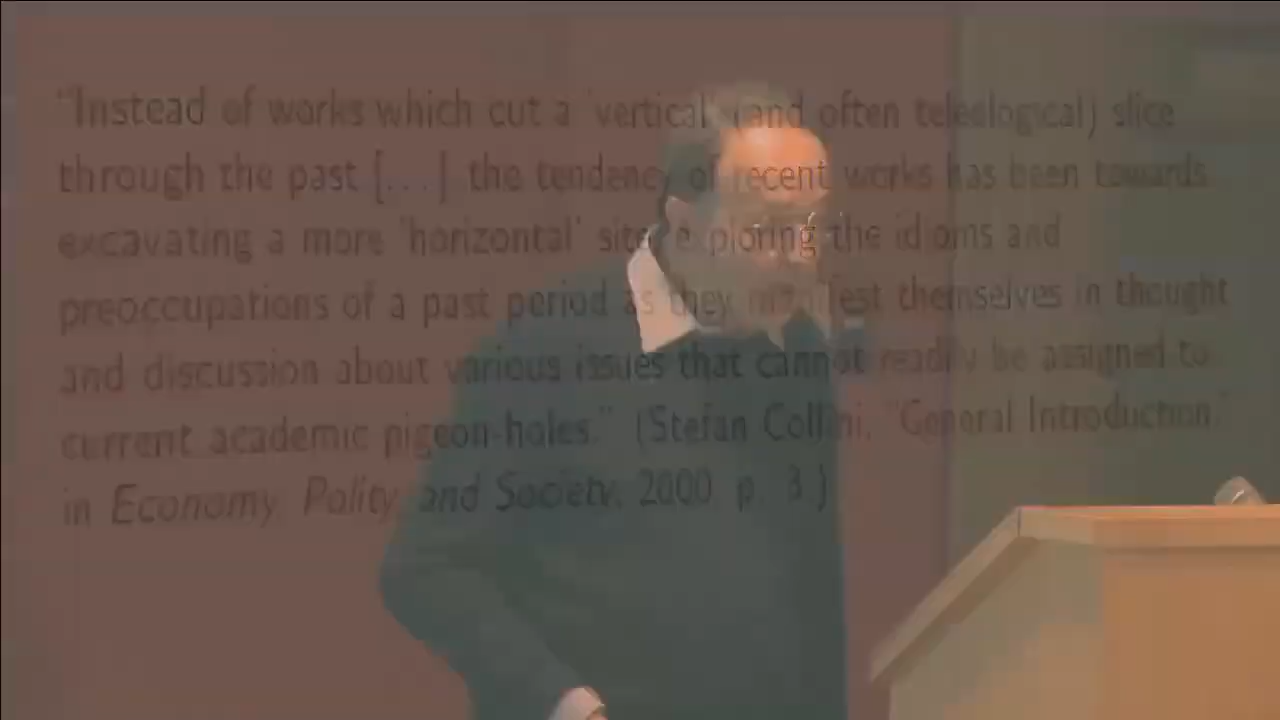 "Instead of works which cut a 'vertical' (and often teleological) slice
through the past [...] the tendency of recent works has been towards
excavating a more 'horizontal' site, exploring the idioms and
preoccupations of a past period as they manifest themselves in thought
and discussion about various issues that cannot readily be assigned to
current academic pigeon-holes." (Stefan Collini, "General Introduction,"
in Economy, Polity, and Society, 2000, p. 3.)